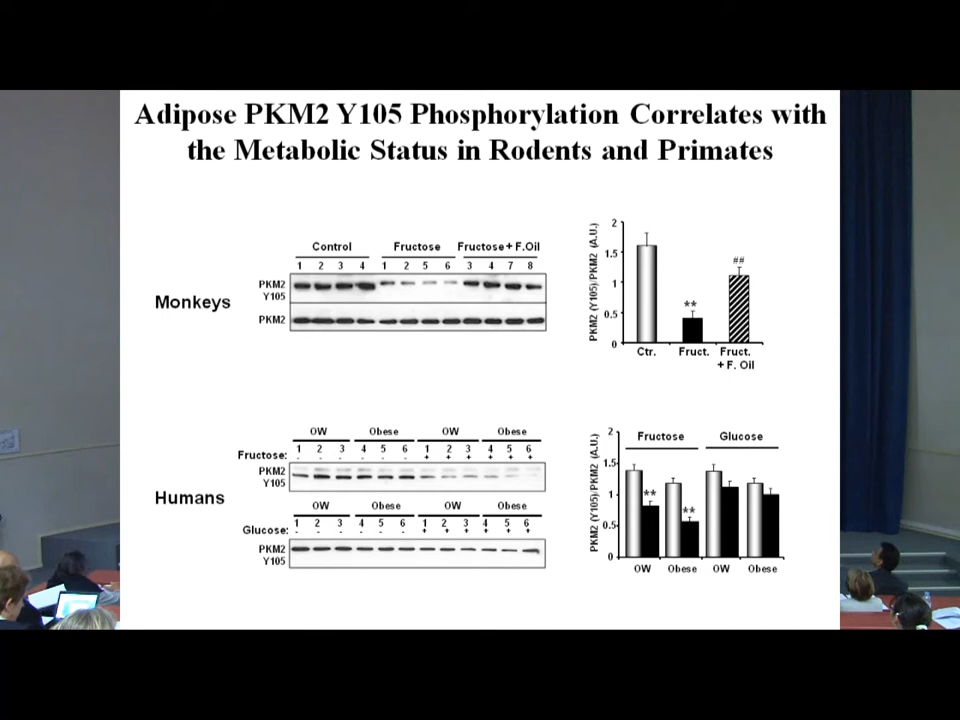 Adipose PKM2 Y105 Phosphorylation Correlates with
the Metabolic Status in Rodents and Primates
Monkeys
Control Fructose Fructose + F.Oil
1 2 3 4 1 2 5 6 3 4 7 8
PKM2
Y105
PKM2
PKM2 (Y105)/PKM2 (A.U.)
2
1.5
1
0.5
0
**
##
Ctr. Fruct. Fruct.
+ F. Oil
Humans
OW Obese OW Obese
1 2 3 4 5 6 1 2 3 4 5 6
Fructose: - - - - - - + + + + + +
PKM2
Y105
OW Obese OW Obese
1 2 3 4 5 6 1 2 3 4 5 6
Glucose: - - - - - - + + + + + +
PKM2
Y105
PKM2 (Y105)/PKM2 (A.U.)
2
1.5
1
0.5
0
Fructose Glucose
**
**
OW Obese OW Obese